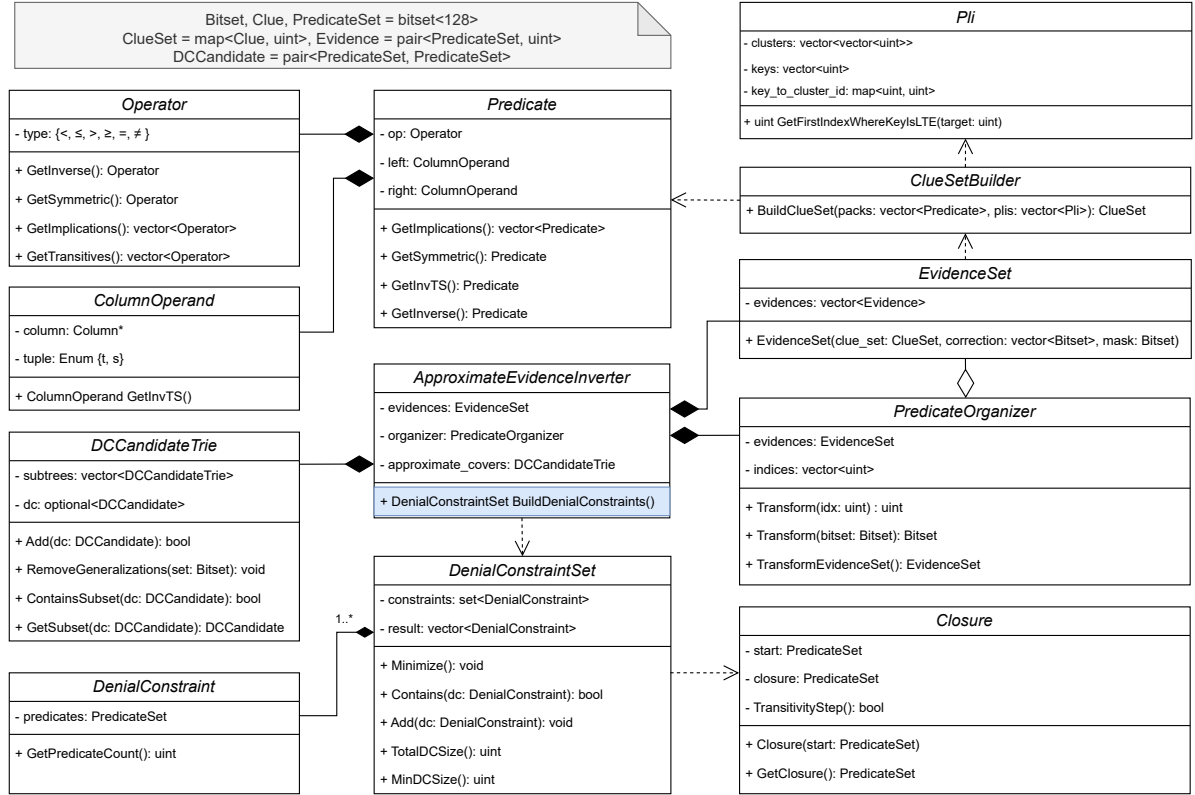 Bitset, Clue, PredicateSet = bitset<128>
ClueSet = map<Clue, uint>, Evidence = pair<PredicateSet, uint>
DCCandidate = pair<PredicateSet, PredicateSet>
Operator
- type: {<, ≤, >, ≥, =, ≠ }
+ GetInverse(): Operator
+ GetSymmetric(): Operator
+ GetImplications(): vector<Operator>
+ GetTransitives(): vector<Operator>
ColumnOperand
- column: Column*
- tuple: Enum {t, s}
+ ColumnOperand GetInvTS()
DCCandidateTrie
- subtrees: vector<DCCandidateTrie>
- dc: optional<DCCandidate>
+ Add(dc: DCCandidate): bool
+ RemoveGeneralizations(set: Bitset): void
+ ContainsSubset(dc: DCCandidate): bool
+ GetSubset(dc: DCCandidate): DCCandidate
DenialConstraint
- predicates: PredicateSet
+ GetPredicateCount(): uint
Predicate
- op: Operator
- left: ColumnOperand
- right: ColumnOperand
+ GetImplications(): vector<Predicate>
+ GetSymmetric(): Predicate
+ GetInvTS(): Predicate
+ GetInverse(): Predicate
ApproximateEvidenceInverter
- evidences: EvidenceSet
- organizer: PredicateOrganizer
- approximate_covers: DCCandidateTrie
+ DenialConstraintSet BuildDenialConstraints()
DenialConstraintSet
1..*
- constraints: set<DenialConstraint>
- result: vector<DenialConstraint>
+ Minimize(): void
+ Contains(dc: DenialConstraint): bool
+ Add(dc: DenialConstraint): void
+ TotalDCSize(): uint
+ MinDCSize(): uint
Pli
- clusters: vector<vector<uint>>
- keys: vector<uint>
- key_to_cluster_id: map<uint, uint>
+ uint GetFirstIndexWhereKeyIsLTE(target: uint)
ClueSetBuilder
+ BuildClueSet(packs: vector<Predicate>, plis: vector<Pli>): ClueSet
EvidenceSet
- evidences: vector<Evidence>
+ EvidenceSet(clue_set: ClueSet, correction: vector<Bitset>, mask: Bitset)
PredicateOrganizer
- evidences: EvidenceSet
- indices: vector<uint>
+ Transform(idx: uint) : uint
+ Transform(bitset: Bitset): Bitset
+ TransformEvidenceSet(): EvidenceSet
Closure
- start: PredicateSet
- closure: PredicateSet
- TransitivityStep(): bool
+ Closure(start: PredicateSet)
+ GetClosure(): PredicateSet